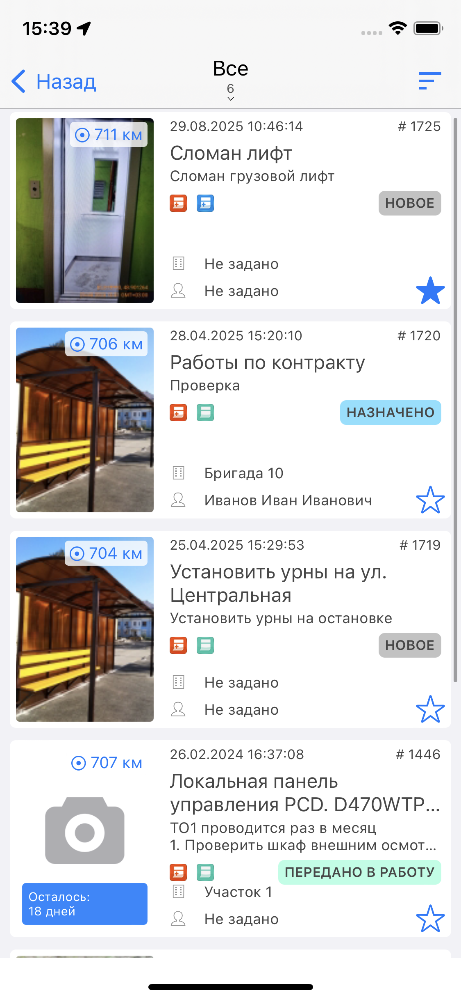 15:39
Назад
Все
6
711 км
29.08.2025 10:46:14
# 1725
Сломан лифт
Сломан грузовой лифт
НОВОЕ
Не задано
Не задано
706 км
28.04.2025 15:20:10
# 1720
Работы по контракту
Проверка
НАЗНАЧЕНО
Бригада 10
Иванов Иван Иванович
704 км
25.04.2025 15:29:53
# 1719
Установить урны на ул.
Центральная
Установить урны на остановке
НОВОЕ
Не задано
Не задано
707 км
26.02.2024 16:37:08
# 1446
Локальная панель
управления PCD. D470WTP...
ТО1 проводится раз в месяц
1. Проверить шкаф внешним осмот...
ПЕРЕДАНО В РАБОТУ
Осталось:
18 дней
Участок 1
Не задано